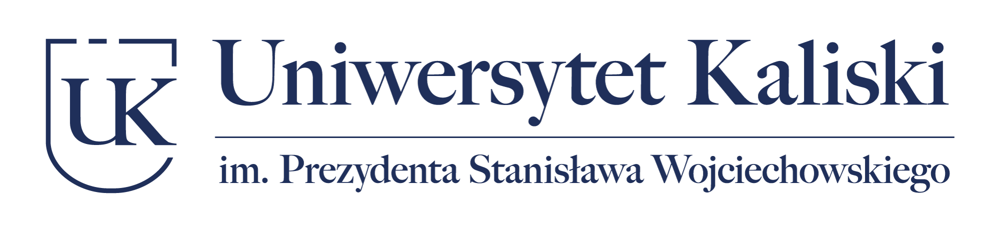 UK
Uniwersytet Kaliski
im. Prezydenta Stanisława Wojciechowskiego